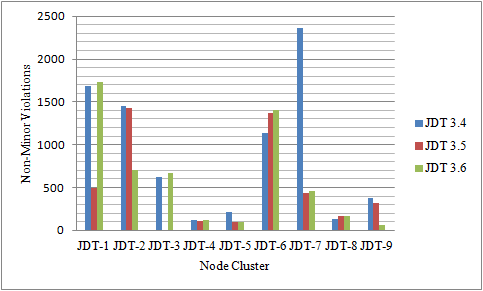 Non-Minor Violations
2500
2000
1500
1000
500
0
JDT-1 JDT-2 JDT-3 JDT-4 JDT-5 JDT-6 JDT-7 JDT-8 JDT-9
Node Cluster
JDT 3.4
JDT 3.5
JDT 3.6